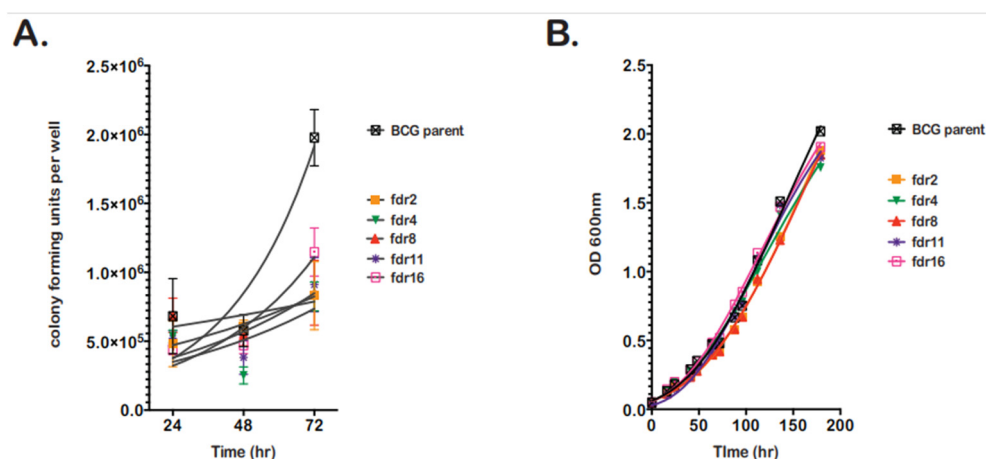 A.
colony forming units per well
2.5×10⁶
2.0×10⁶
1.5×10⁶
1.0×10⁶
5.0×10⁵
0.0
24 48 72
Time (hr)
BCG parent
fdr2
fdr4
fdr8
fdr11
fdr16
B.
OD 600nm
2.5
2.0
1.5
1.0
0.5
0.0
0 50 100 150 200
TIme (hr)
BCG parent
fdr2
fdr4
fdr8
fdr11
fdr16